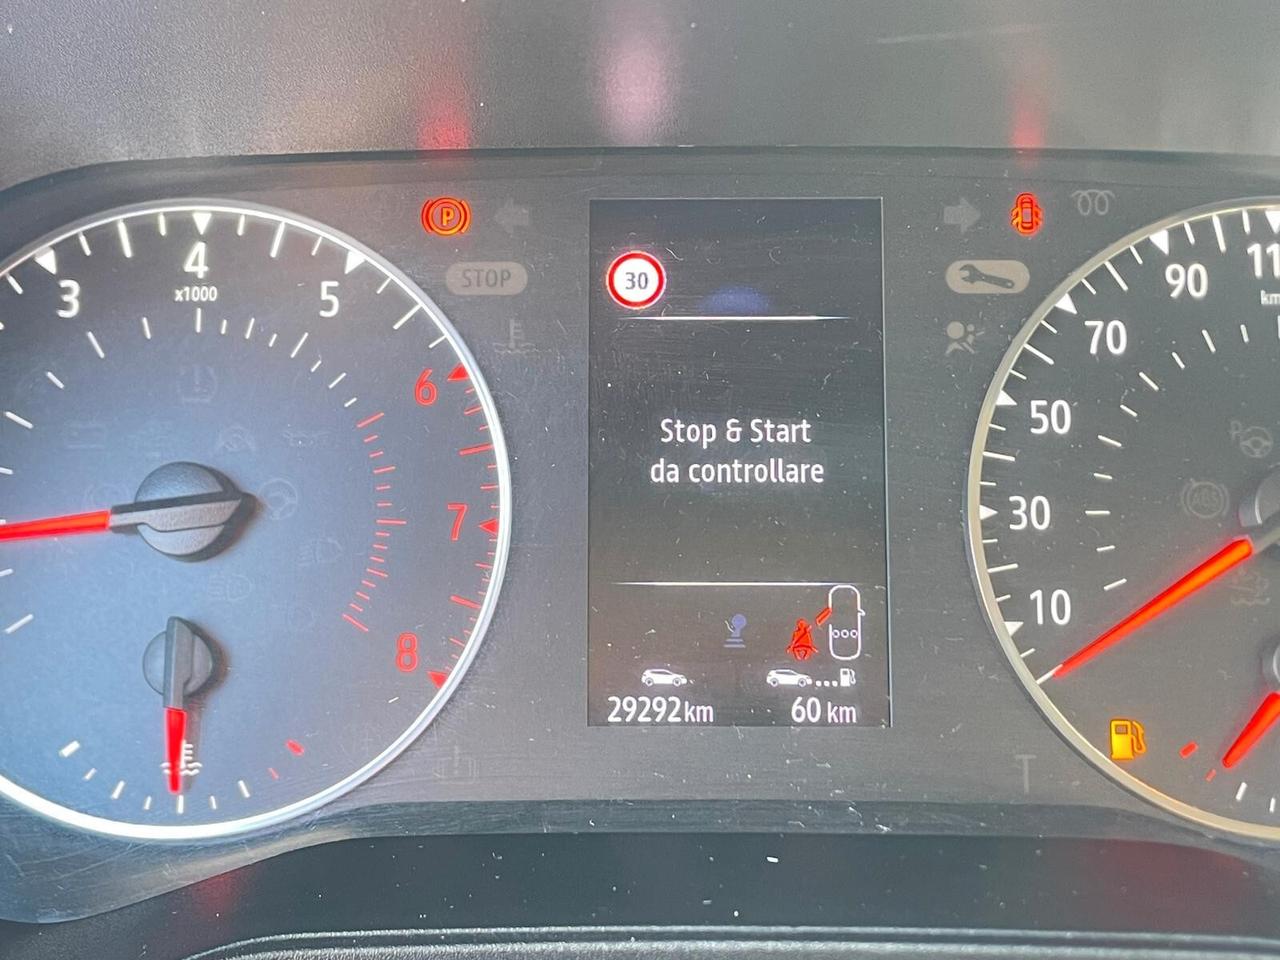 P
STOP
3
4
x1000
5
6
7
8
30
Stop & Start
da controllare
29292km
60 km
10
30
50
70
90
P
ABS
T